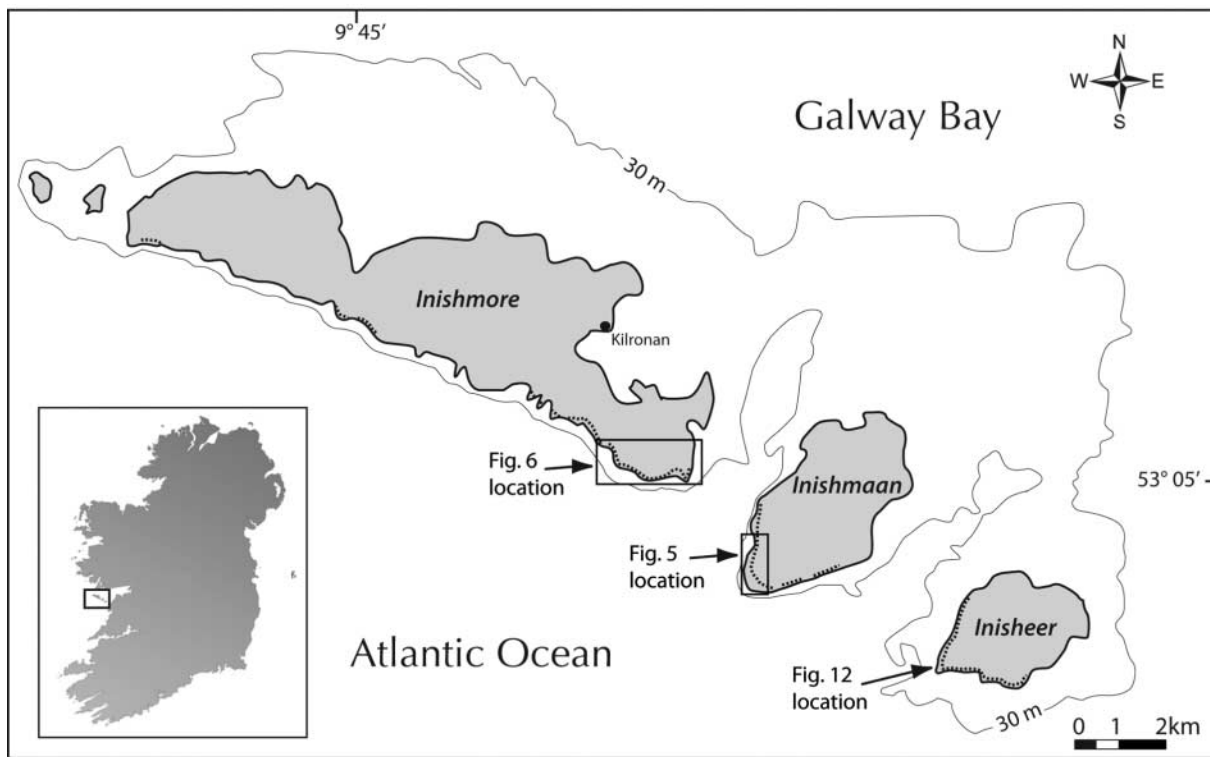 9° 45′
N
W E
S
Galway Bay
30 m
Inishmore
Kilronan
Fig. 6
location
Inishmaan
53° 05′
Fig. 5
location
Inisheer
Atlantic Ocean
Fig. 12
location
30 m
0 1 2km